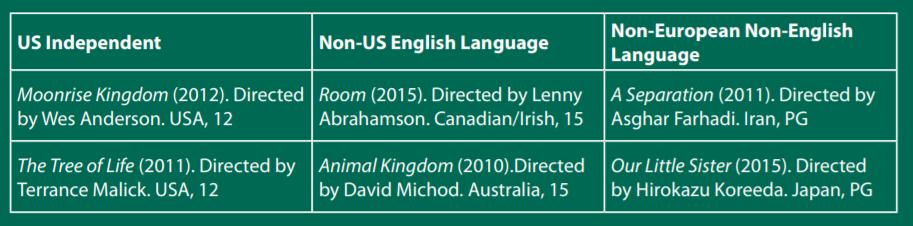 US Independent
Non-US English Language
Non-European Non-English
Language
Moonrise Kingdom (2012). Directed
by Wes Anderson. USA, 12
Room (2015). Directed by Lenny
Abrahamson. Canadian/Irish, 15
A Separation (2011). Directed by
Asghar Farhadi. Iran, PG
The Tree of Life (2011). Directed by
Terrance Malick. USA, 12
Animal Kingdom (2010).Directed
by David Michod. Australia, 15
Our Little Sister (2015). Directed
by Hirokazu Koreeda. Japan, PG